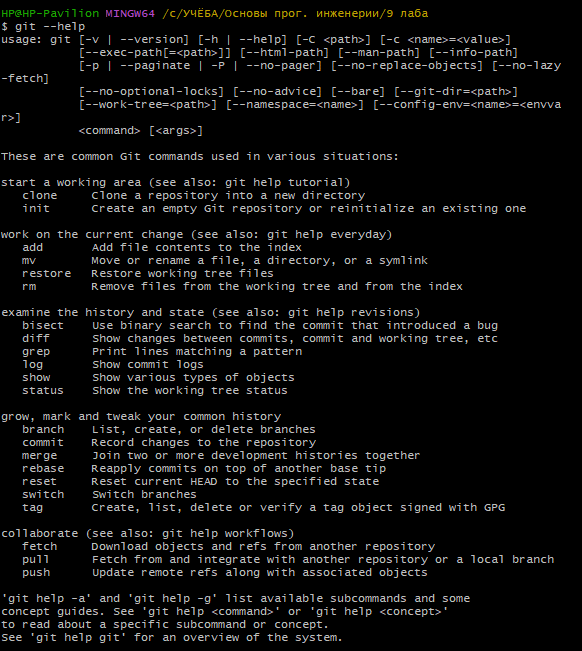 HP@HP-Pavilion MINGW64 /c/УЧЁБА/Основы прог. инженерии/9 лаба
$ git --help
usage: git [-v | --version] [-h | --help] [-C <path>] [-c <name>=<value>]
           [--exec-path[=<path>]] [--html-path] [--man-path] [--info-path]
           [-p | --paginate | -P | --no-pager] [--no-replace-objects] [--no-lazy
-fetch]
           [--no-optional-locks] [--no-advice] [--bare] [--git-dir=<path>]
           [--work-tree=<path>] [--namespace=<name>] [--config-env=<name>=<envva
r>]
           <command> [<args>]

These are common Git commands used in various situations:

start a working area (see also: git help tutorial)
   clone     Clone a repository into a new directory
   init      Create an empty Git repository or reinitialize an existing one

work on the current change (see also: git help everyday)
   add       Add file contents to the index
   mv        Move or rename a file, a directory, or a symlink
   restore   Restore working tree files
   rm        Remove files from the working tree and from the index

examine the history and state (see also: git help revisions)
   bisect    Use binary search to find the commit that introduced a bug
   diff      Show changes between commits, commit and working tree, etc
   grep      Print lines matching a pattern
   log       Show commit logs
   show      Show various types of objects
   status    Show the working tree status

grow, mark and tweak your common history
   branch    List, create, or delete branches
   commit    Record changes to the repository
   merge     Join two or more development histories together
   rebase    Reapply commits on top of another base tip
   reset     Reset current HEAD to the specified state
   switch    Switch branches
   tag       Create, list, delete or verify a tag object signed with GPG

collaborate (see also: git help workflows)
   fetch     Download objects and refs from another repository
   pull      Fetch from and integrate with another repository or a local branch
   push      Update remote refs along with associated objects

'git help -a' and 'git help -g' list available subcommands and some
concept guides. See 'git help <command>' or 'git help <concept>'
to read about a specific subcommand or concept.
See 'git help git' for an overview of the system.